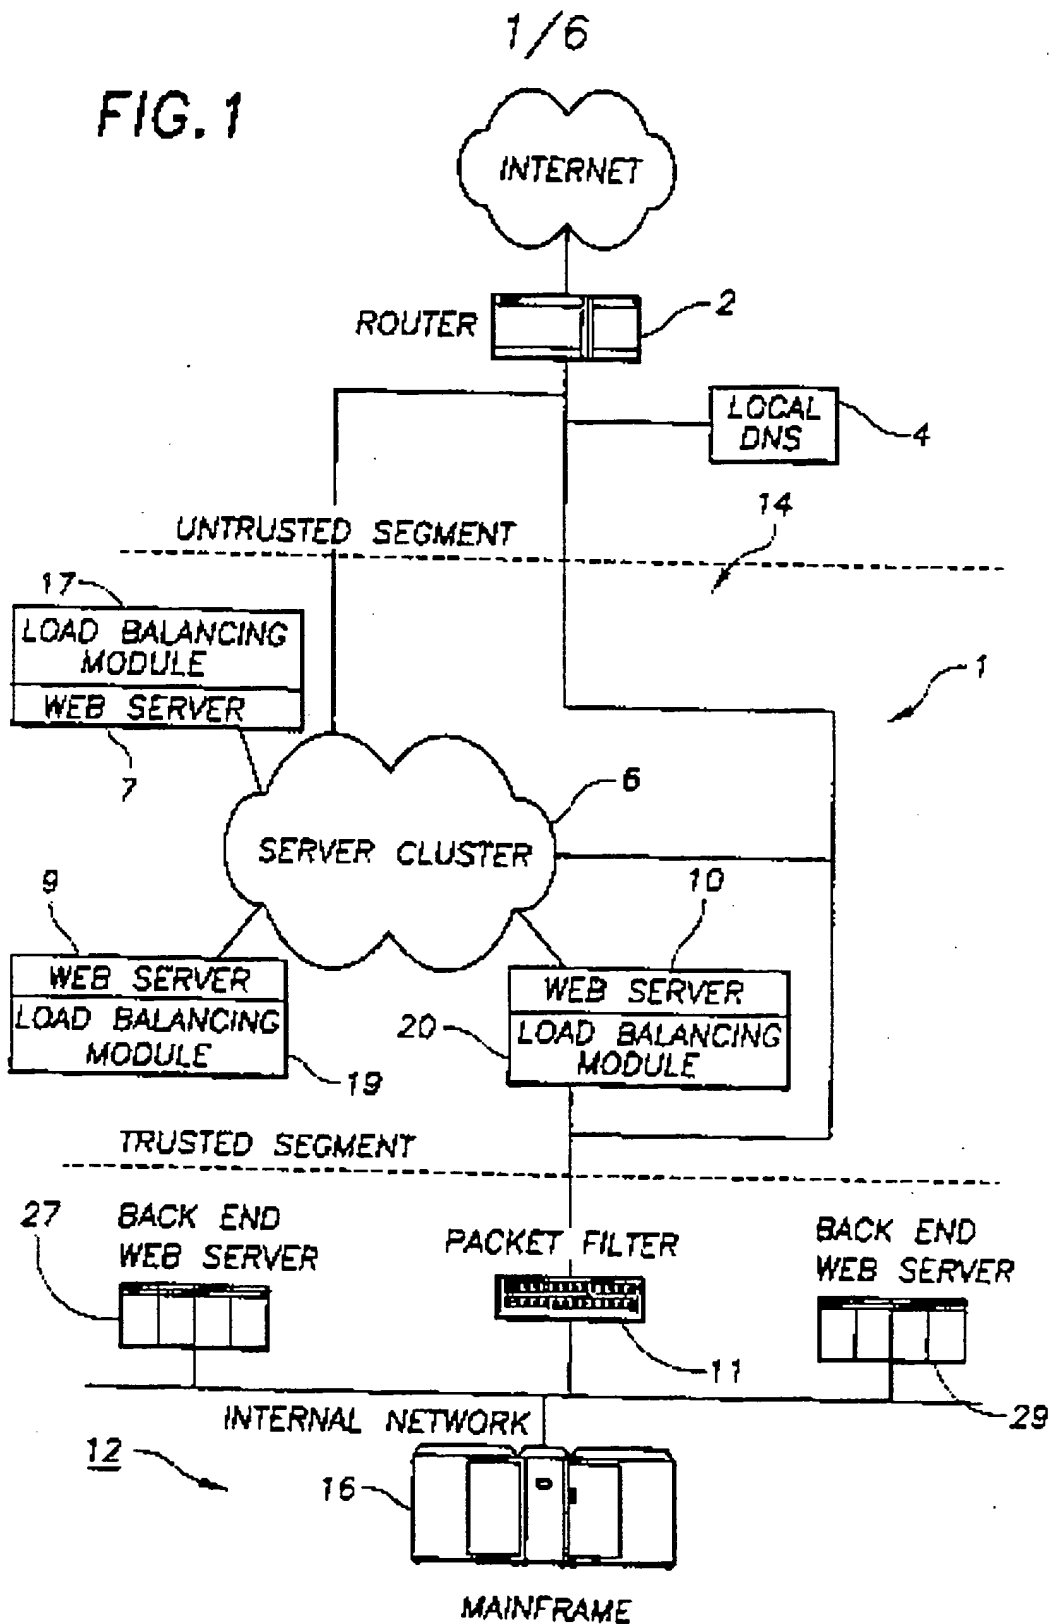 1/6
FIG. 1
INTERNET
ROUTER
2
LOCAL
DNS
4
14
UNTRUSTED SEGMENT
17
LOAD BALANCING
MODULE
WEB SERVER
7
1
6
SERVER CLUSTER
9
WEB SERVER
LOAD BALANCING
MODULE
19
10
WEB SERVER
20
LOAD BALANCING
MODULE
TRUSTED SEGMENT
27
BACK END
WEB SERVER
PACKET FILTER
11
BACK END
WEB SERVER
29
INTERNAL NETWORK
12
16
MAINFRAME